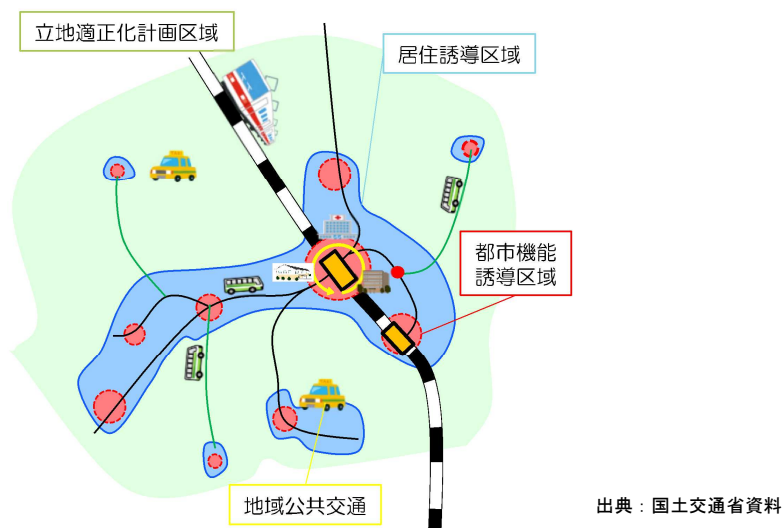 立地適正化計画区域
居住誘導区域
都市機能
誘導区域
地域公共交通
出典：国土交通省資料